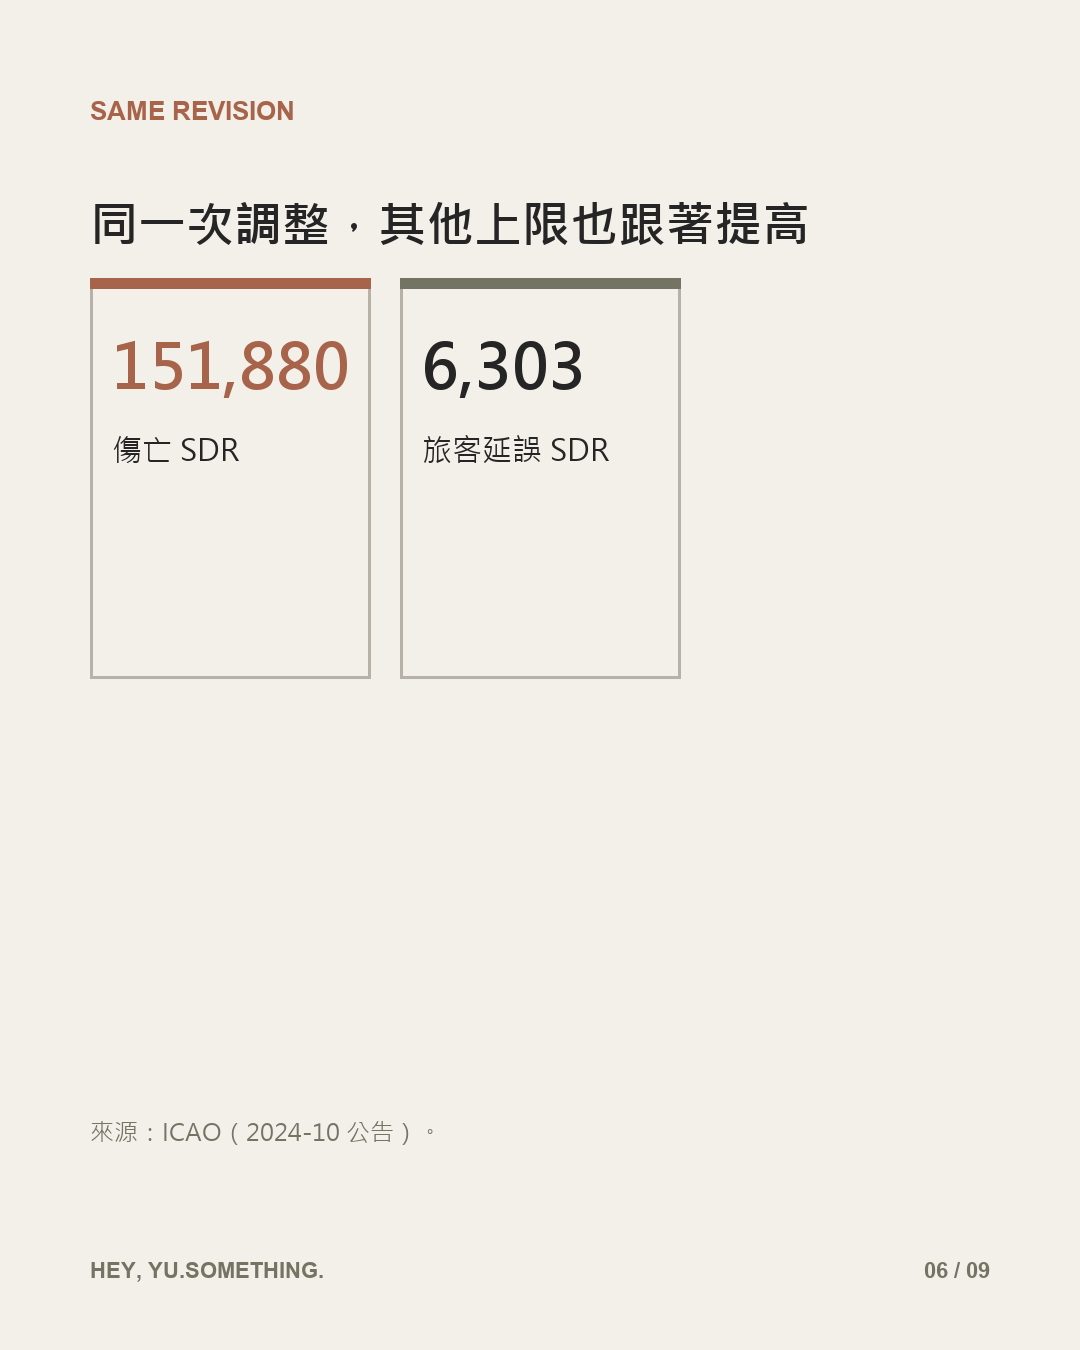 SAME REVISION
同一次調整，其他上限也跟著提高
151,880
傷亡 SDR
6,303
旅客延誤 SDR
來源：ICAO（2024-10 公告）。
HEY, YU.SOMETHING.
06 / 09